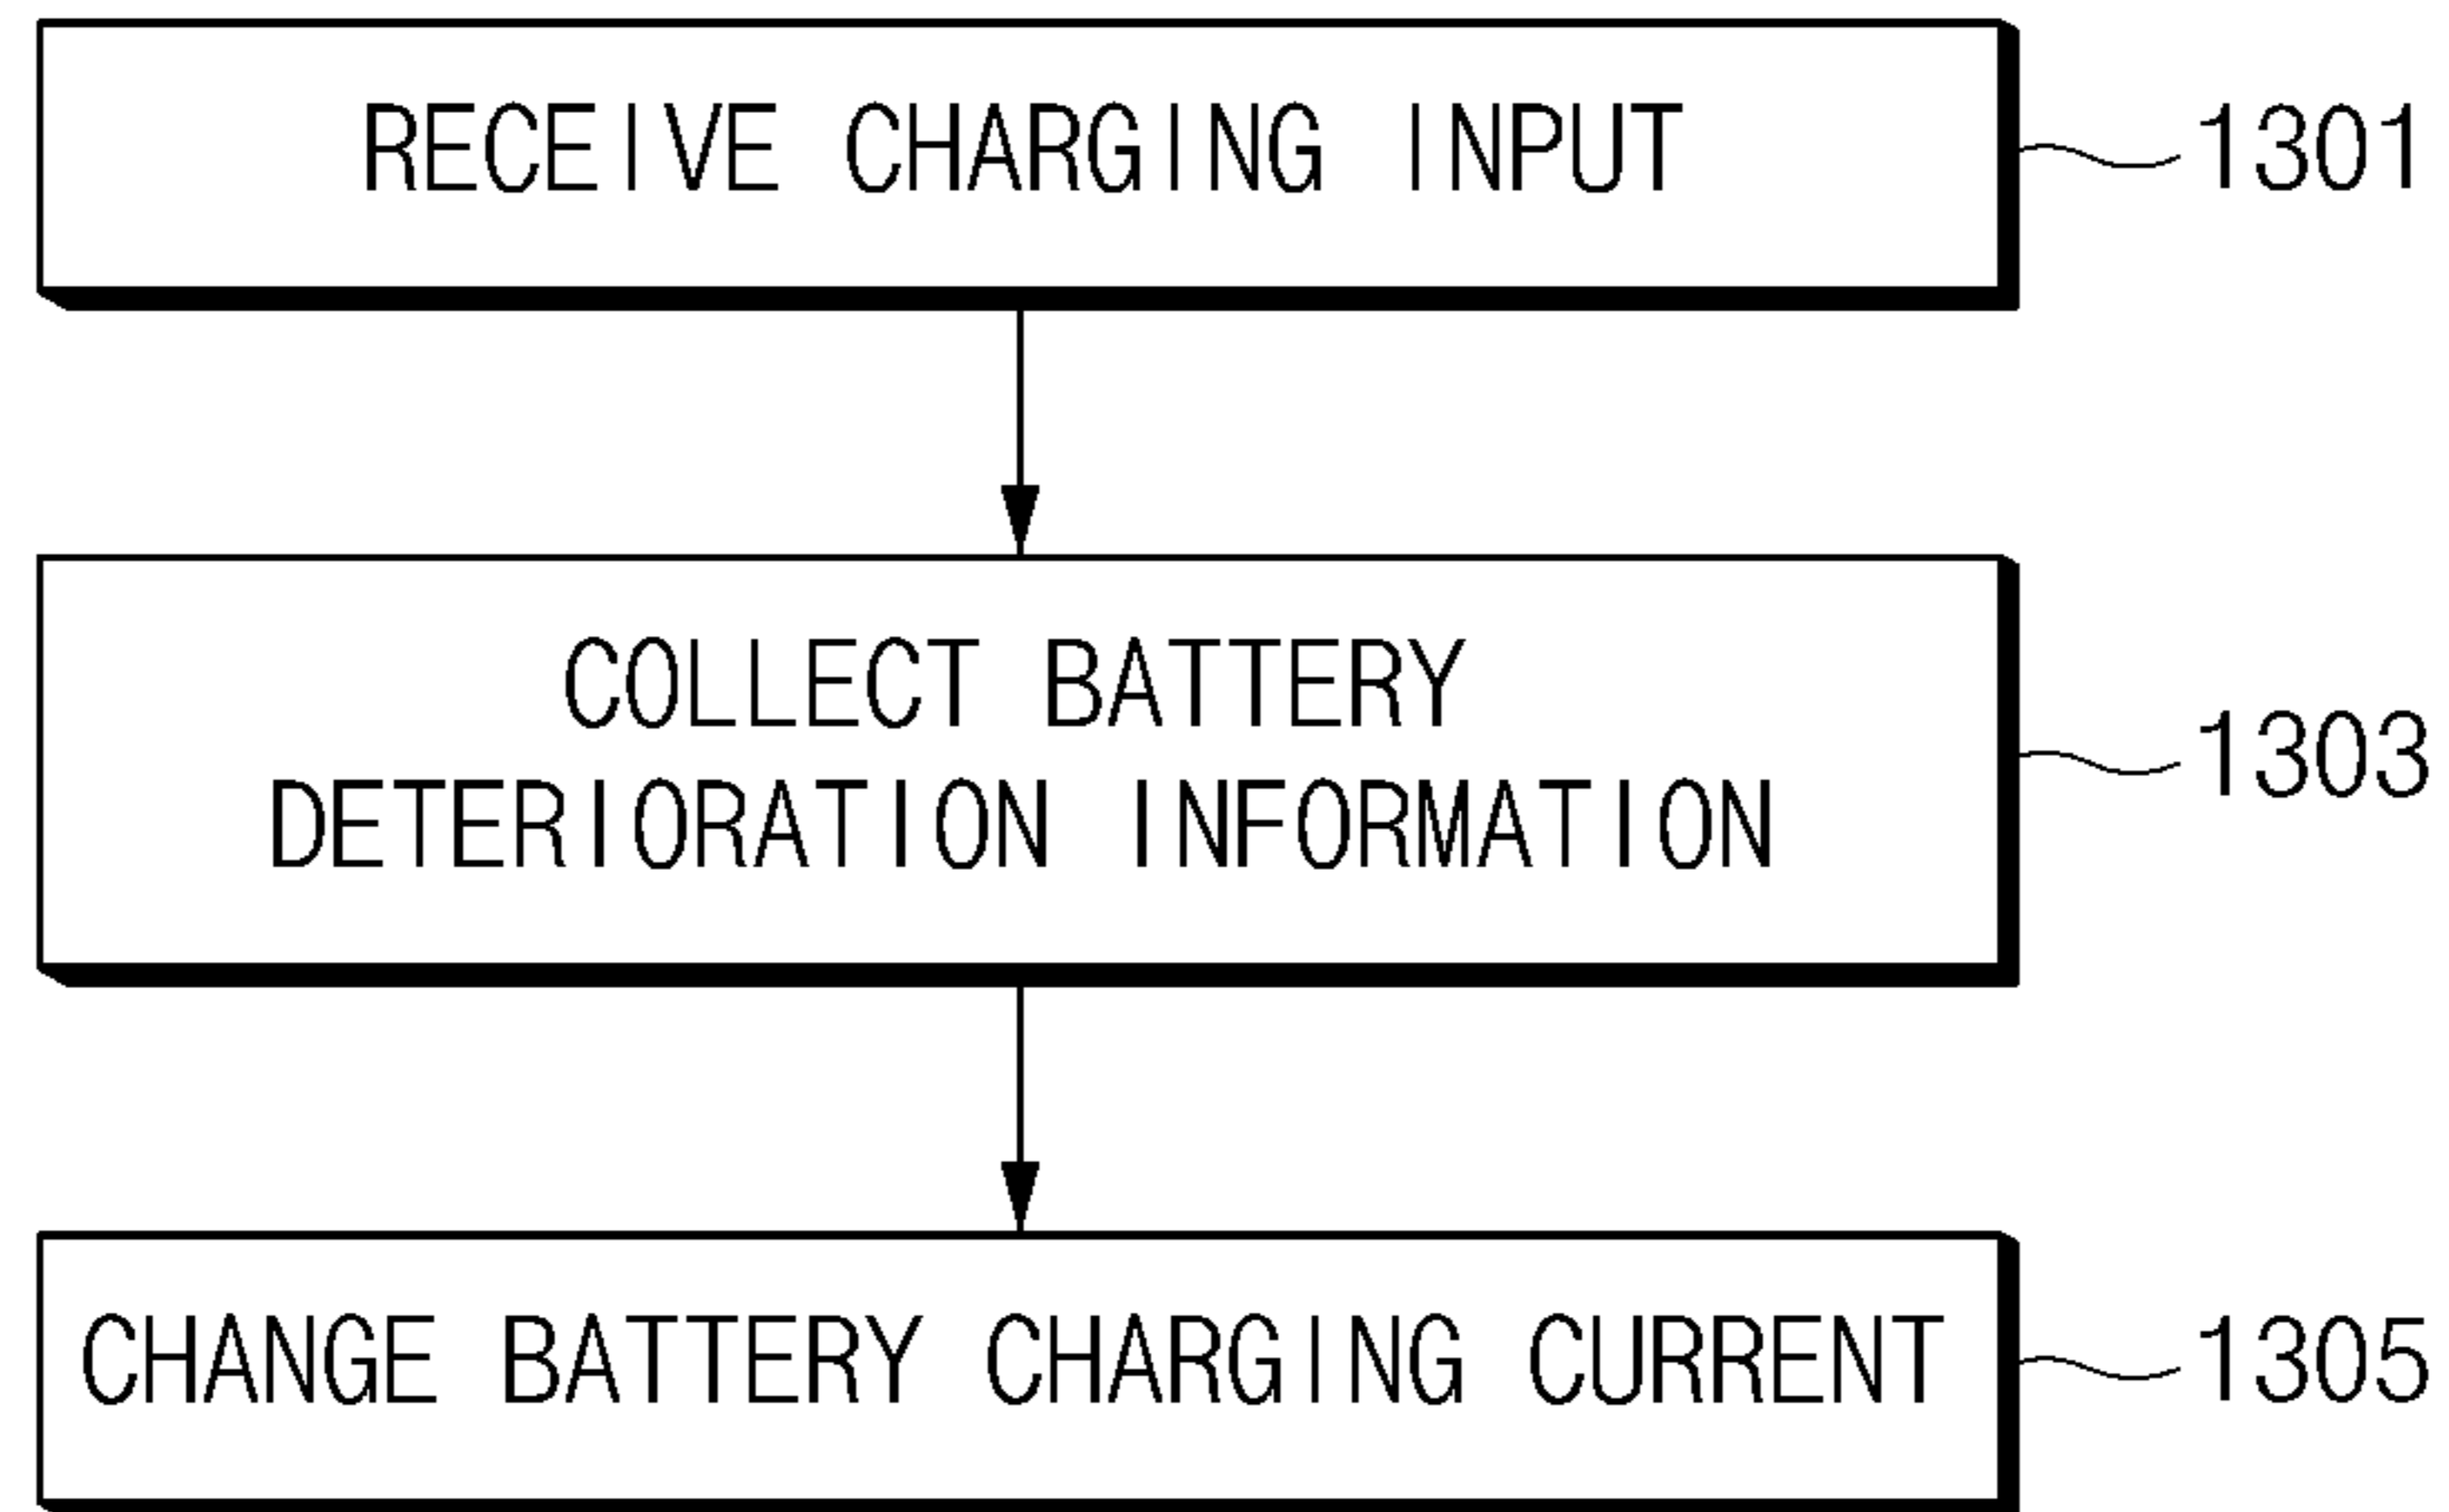 RECEIVE CHARGING INPUT
1301
COLLECT BATTERY
DETERIORATION INFORMATION
1303
CHANGE BATTERY CHARGING CURRENT
1305